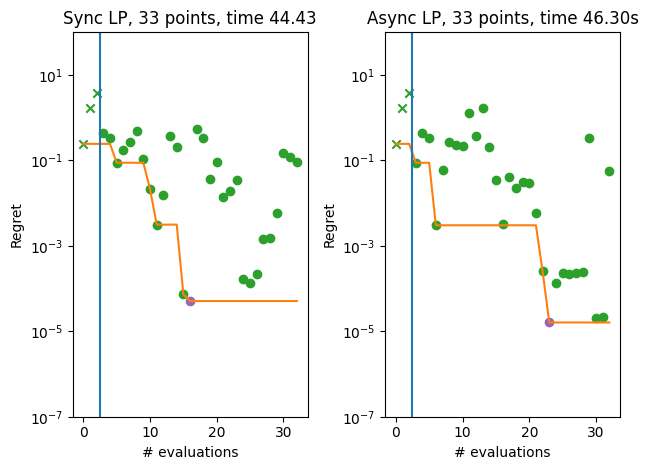 Sync LP, 33 points, time 44.43
Async LP, 33 points, time 46.30s
Regret
10^1
10^-1
10^-3
10^-5
10^-7
0 10 20 30
# evaluations
Regret
10^1
10^-1
10^-3
10^-5
10^-7
0 10 20 30
# evaluations